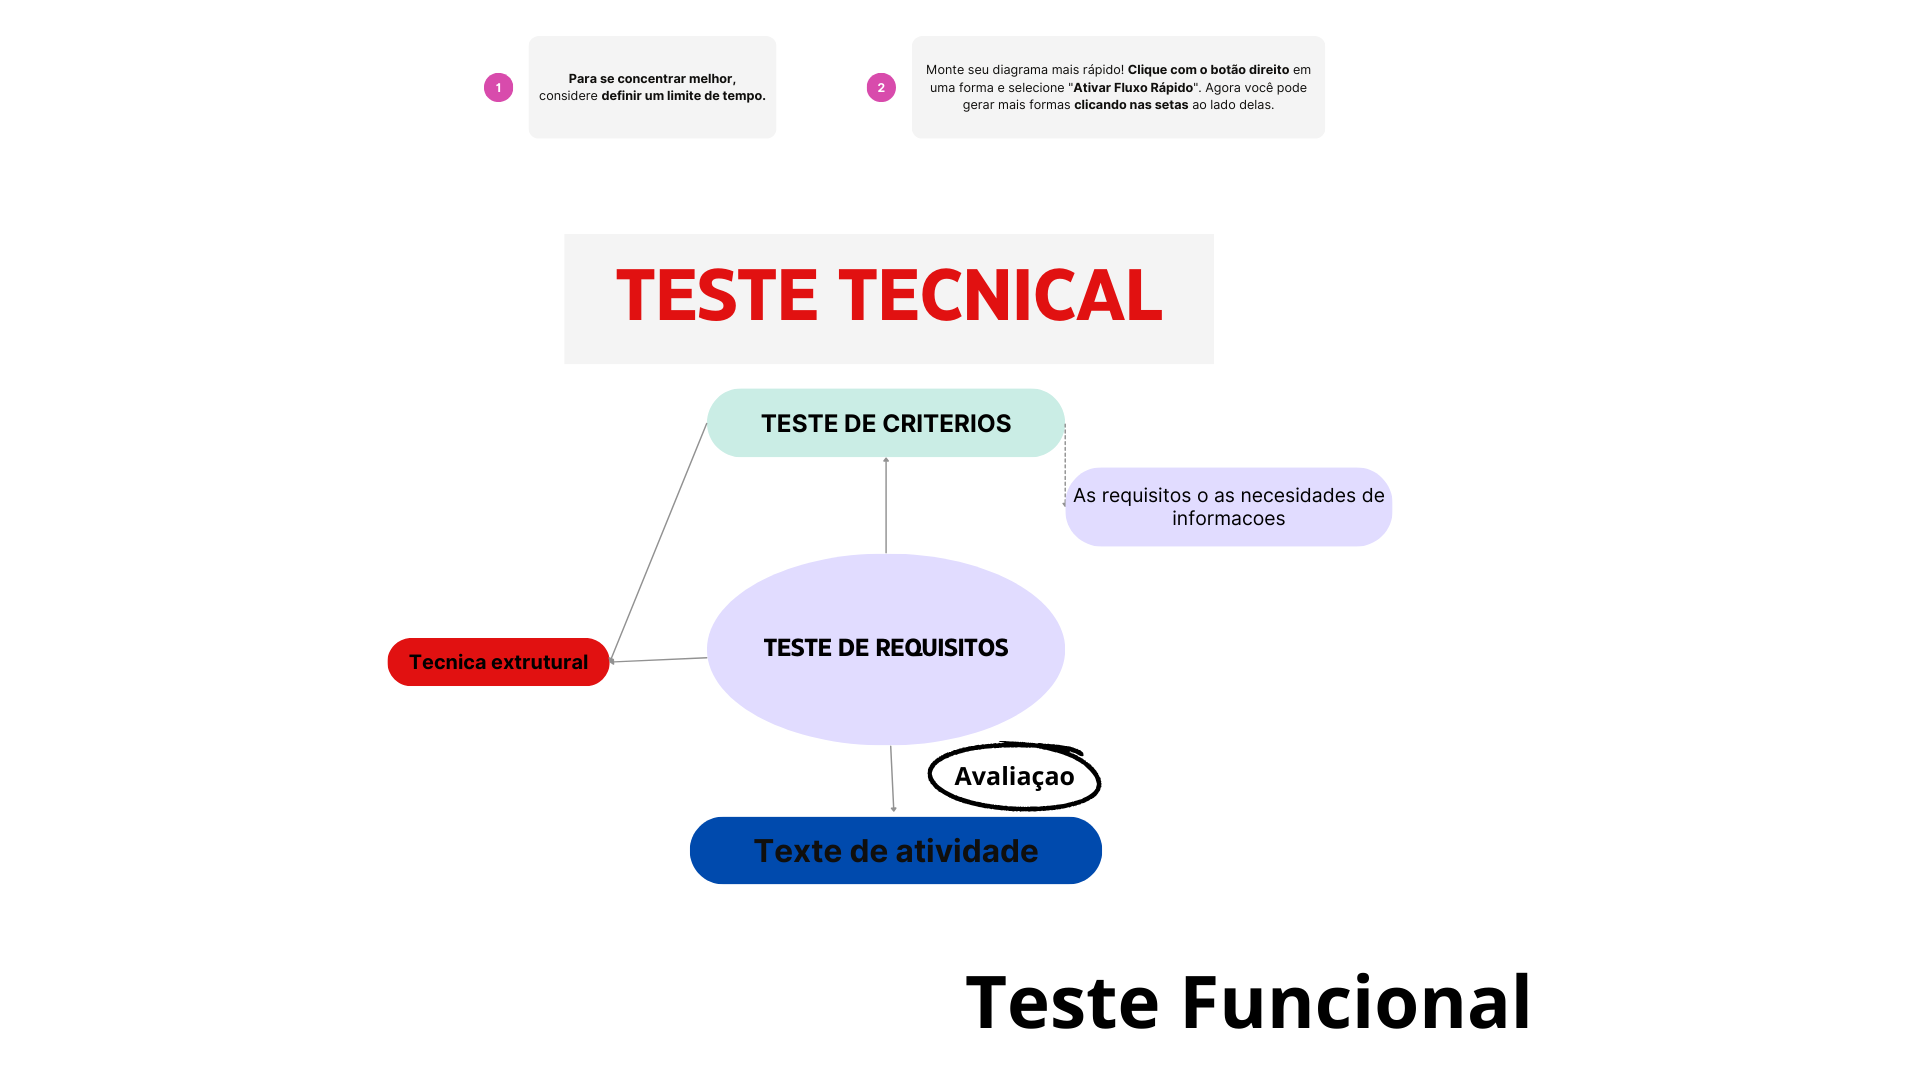 1
Para se concentrar melhor,
considere definir um limite de tempo.
2
Monte seu diagrama mais rápido! Clique com o botão direito em
uma forma e selecione "Ativar Fluxo Rápido". Agora você pode
gerar mais formas clicando nas setas ao lado delas.
TESTE TECNICAL
TESTE DE CRITERIOS
As requisitos o as necesidades de
informacoes
TESTE DE REQUISITOS
Tecnica extrutural
Avaliaçao
Texte de atividade
Teste Funcional